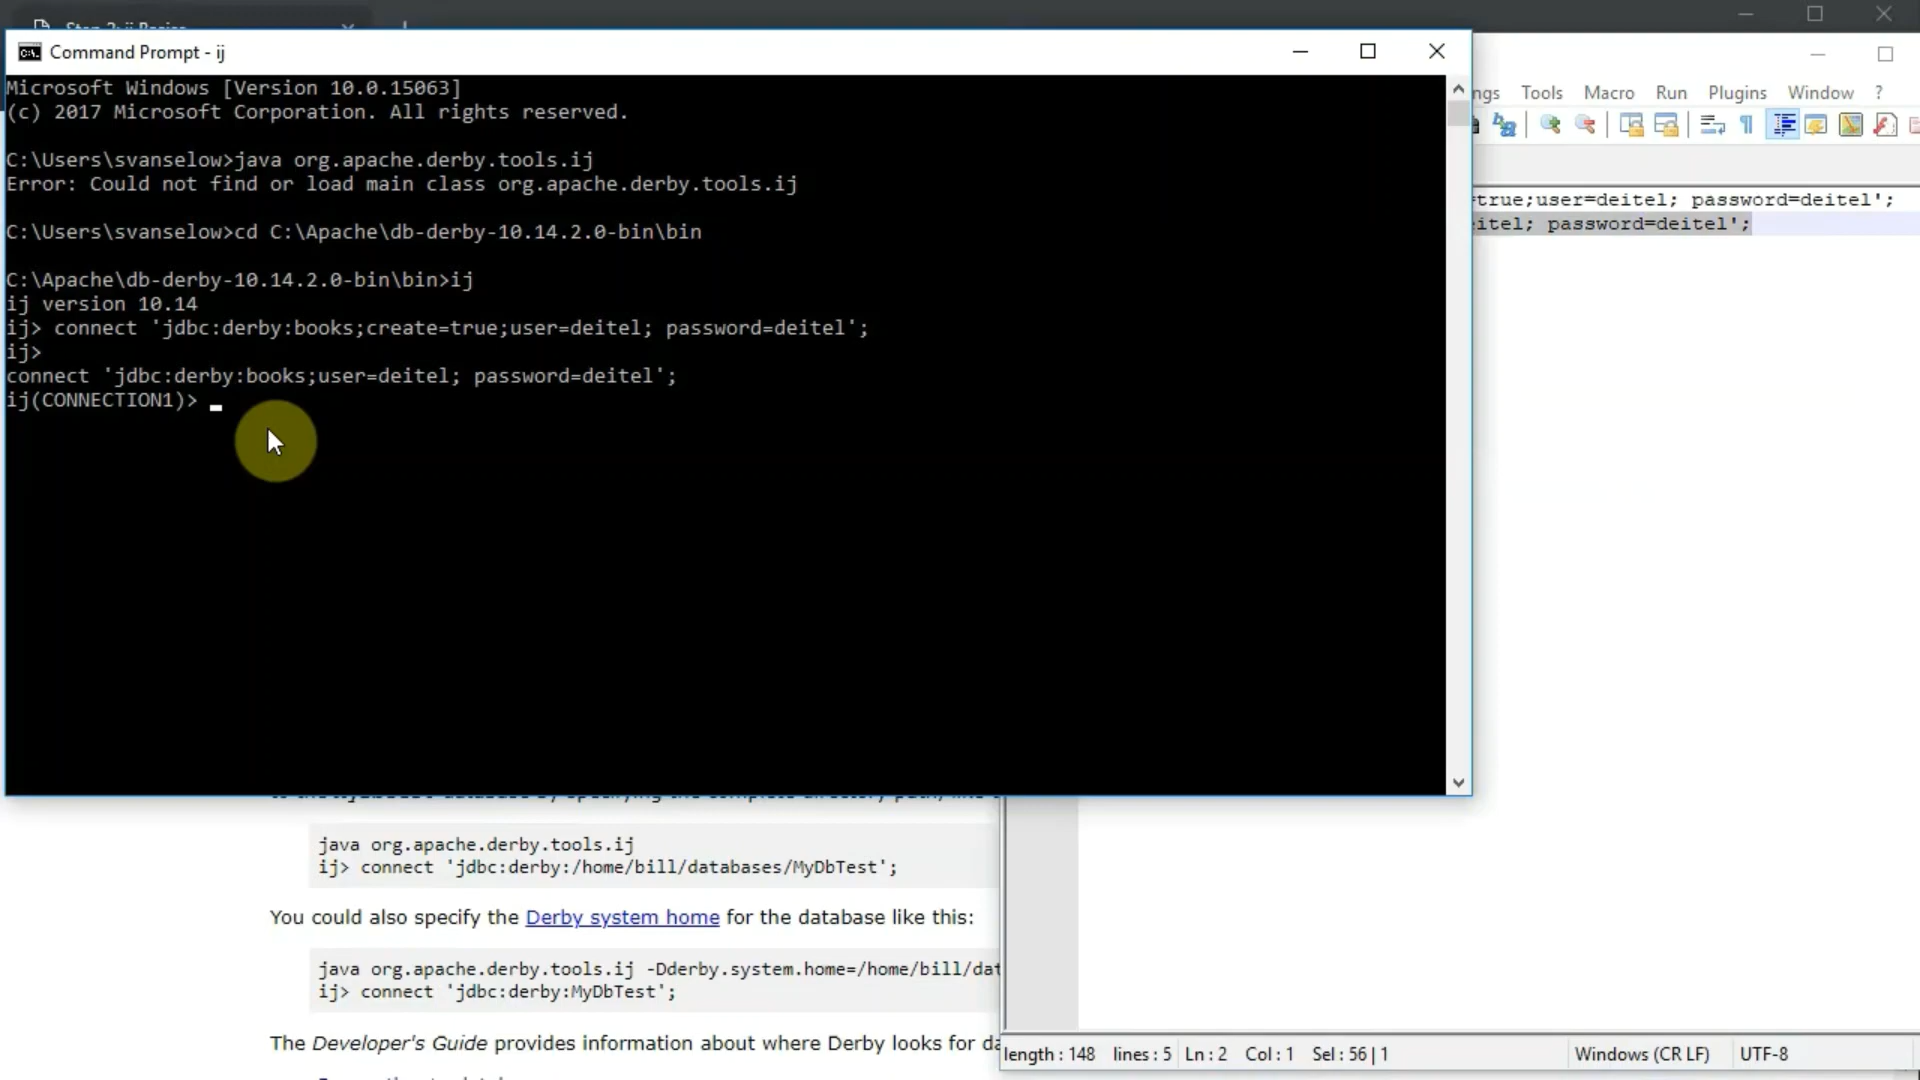 Command Prompt - ij
Microsoft Windows [Version 10.0.15063]
(c) 2017 Microsoft Corporation. All rights reserved.
C:\Users\svanselow>java org.apache.derby.tools.ij
Error: Could not find or load main class org.apache.derby.tools.ij
C:\Users\svanselow>cd C:\Apache\db-derby-10.14.2.0-bin\bin
C:\Apache\db-derby-10.14.2.0-bin\bin>ij
ij version 10.14
ij> connect 'jdbc:derby:books;create=true;user=deitel; password=deitel';
ij>
connect 'jdbc:derby:books;user=deitel; password=deitel';
ij(CONNECTION1)>
ngs Tools Macro Run Plugins Window ?
=true;user=deitel; password=deitel';
eitel; password=deitel';
java org.apache.derby.tools.ij
ij> connect 'jdbc:derby:/home/bill/databases/MyDbTest';
You could also specify the Derby system home for the database like this:
java org.apache.derby.tools.ij -Dderby.system.home=/home/bill/dat
ij> connect 'jdbc:derby:MyDbTest';
The Developer's Guide provides information about where Derby looks for da
length : 148 lines : 5 Ln : 2 Col : 1 Sel : 56 | 1 Windows (CR LF) UTF-8